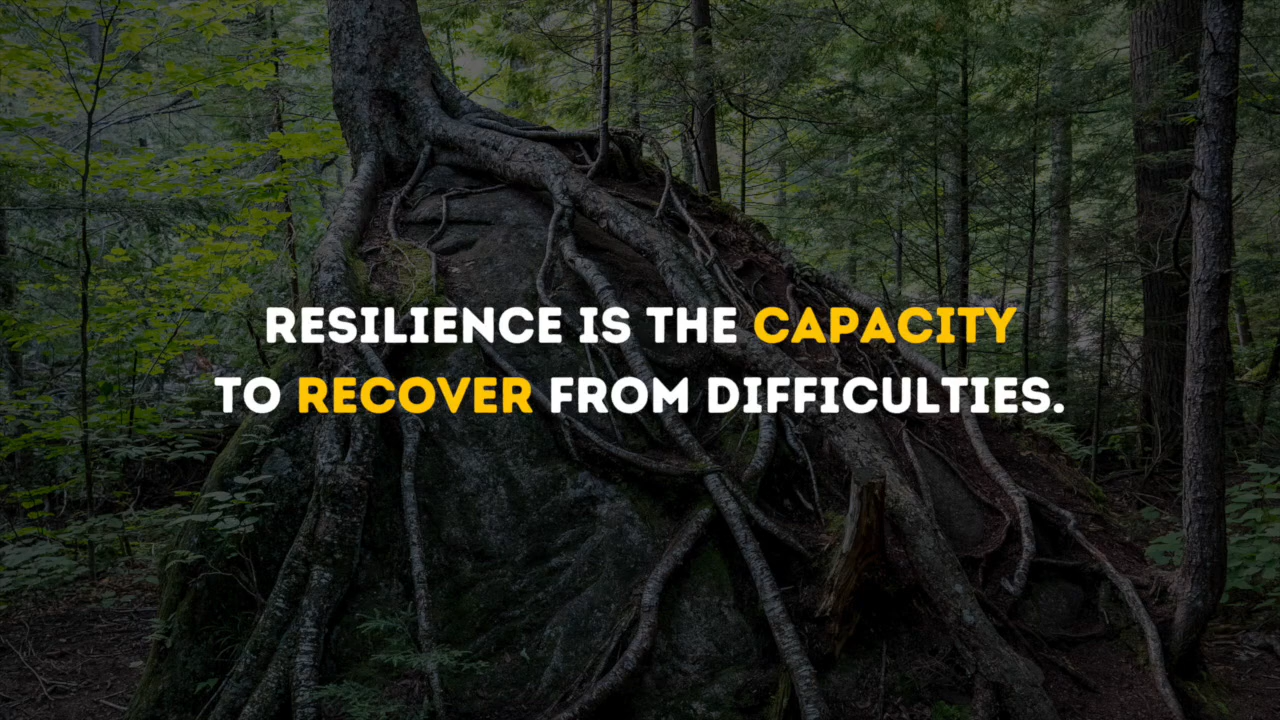 RESILIENCE IS THE CAPACITY
TO RECOVER FROM DIFFICULTIES.